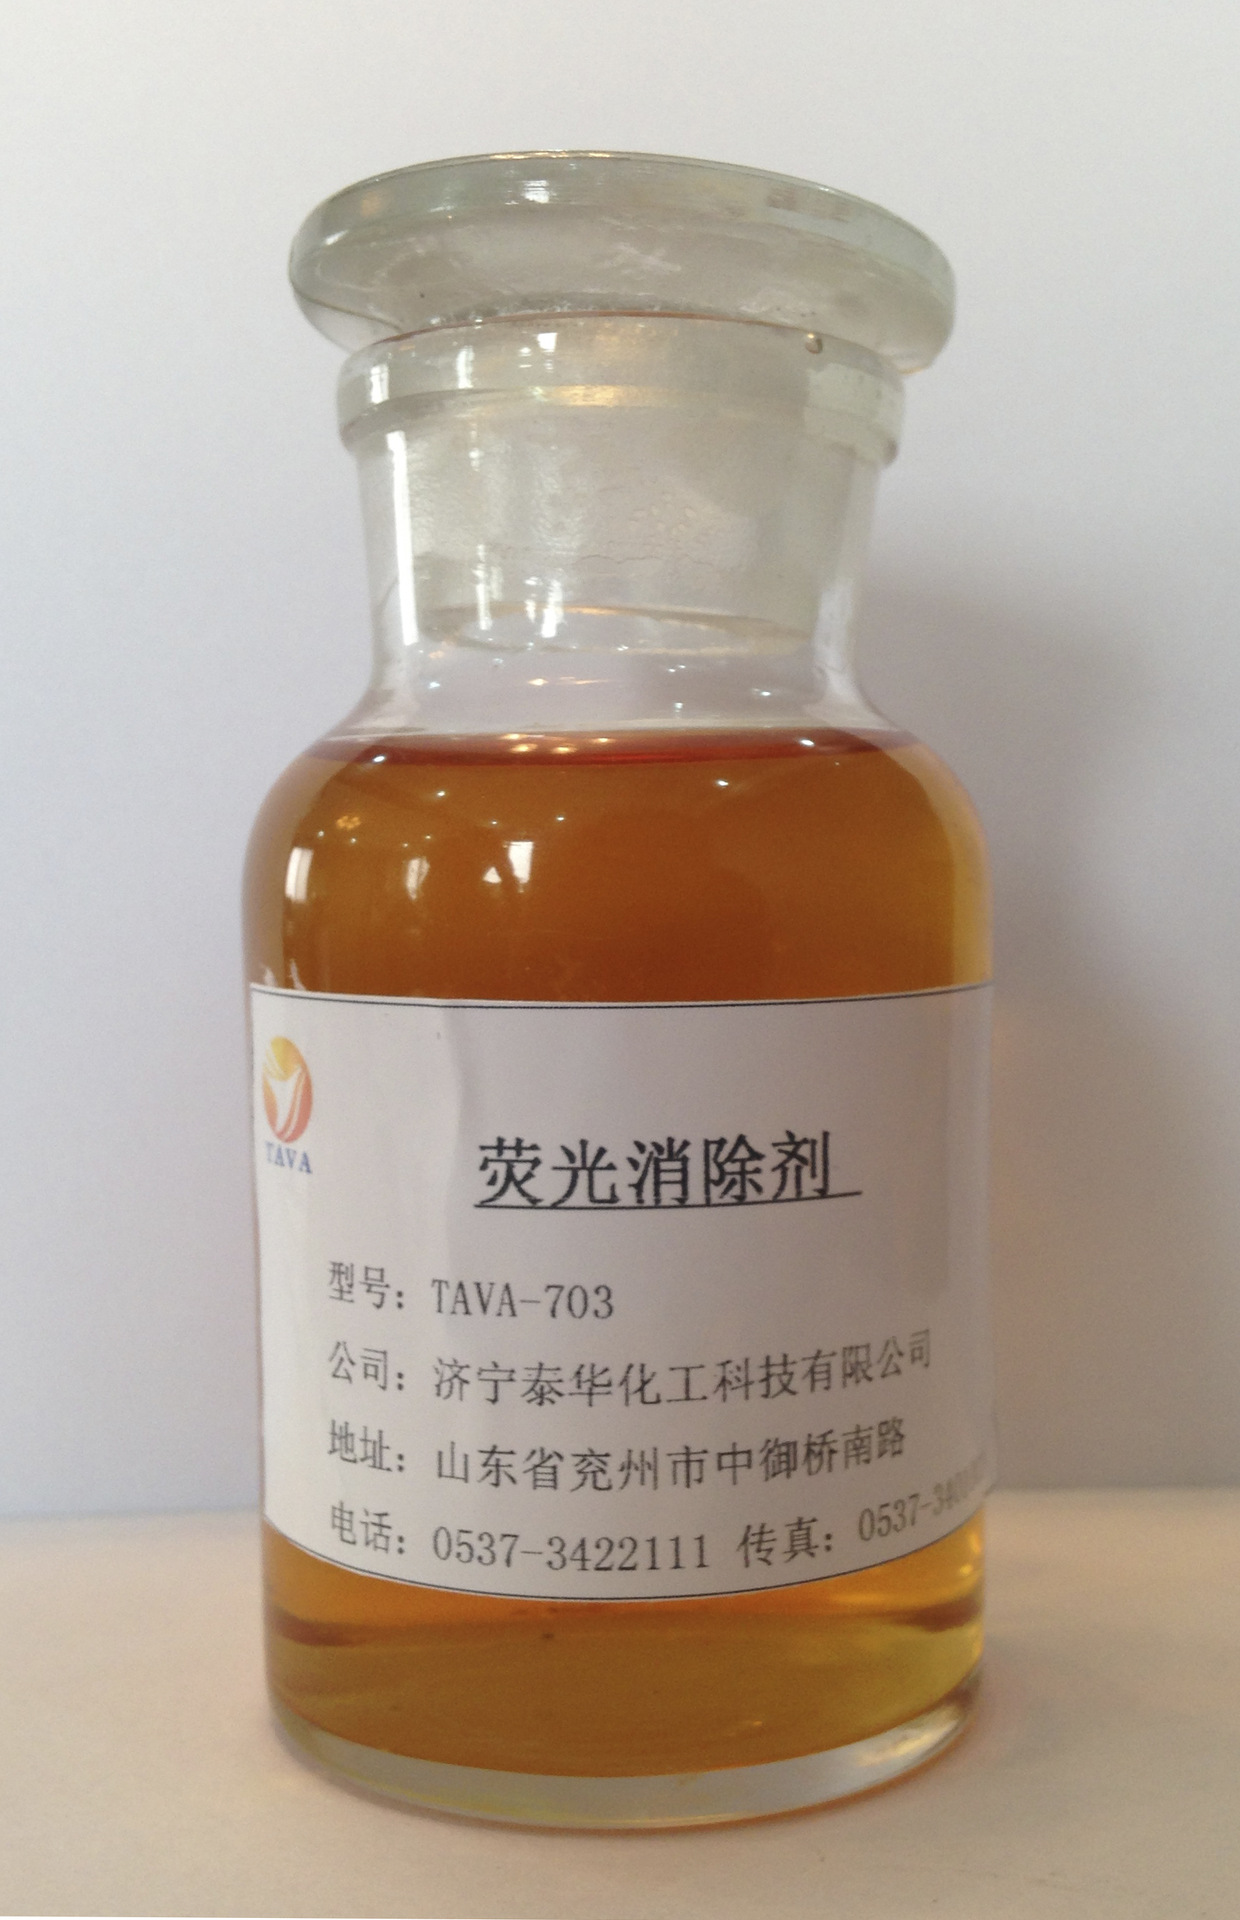 TAVA
荧光消除剂
型号：TAVA-703
公司：济宁泰华化工科技有限公司
地址：山东省兖州市中御桥南路
电话：0537-3422111 传真：